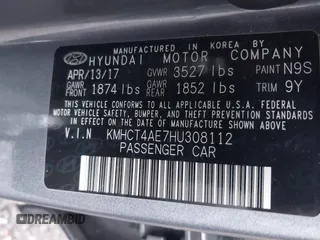 MANUFACTURED IN KOREA BY
HYUNDAI MOTOR COMPANY
APR/13/17 GVWR 3527 lbs PAINT N9S
GAWR FRONT 1874 lbs GAWR REAR 1852 lbs TRIM 9Y
THIS VEHICLE CONFORMS TO ALL APPLICABLE FEDERAL
MOTOR VEHICLE SAFETY, BUMPER, AND THEFT PREVENTION
STANDARDS IN EFFECT ON THE DATE OF
MANUFACTURE SHOWN ABOVE.
V.I.N KMHCT4AE7HU308112
PASSENGER CAR
DREAMBID